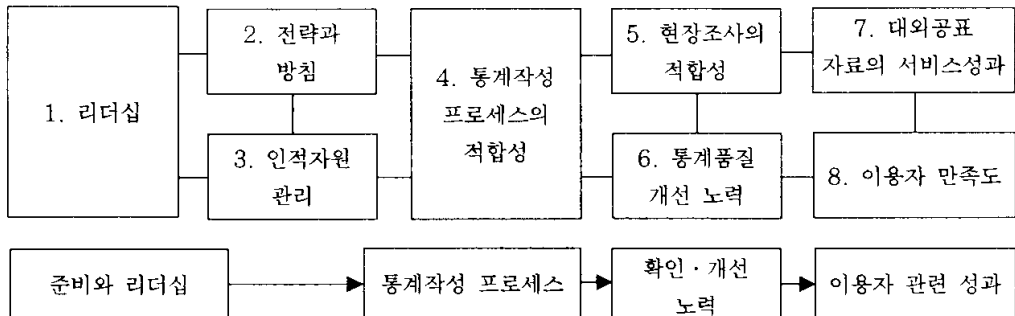 1. 리더십
2. 전략과
방침
3. 인적자원
관리
4. 통계작성
프로세스의
적합성
5. 현장조사의
적합성
6. 통계품질
개선 노력
7. 대외공표
자료의 서비스성과
8. 이용자 만족도
준비와 리더십
통계작성 프로세스
확인·개선
노력
이용자 관련 성과